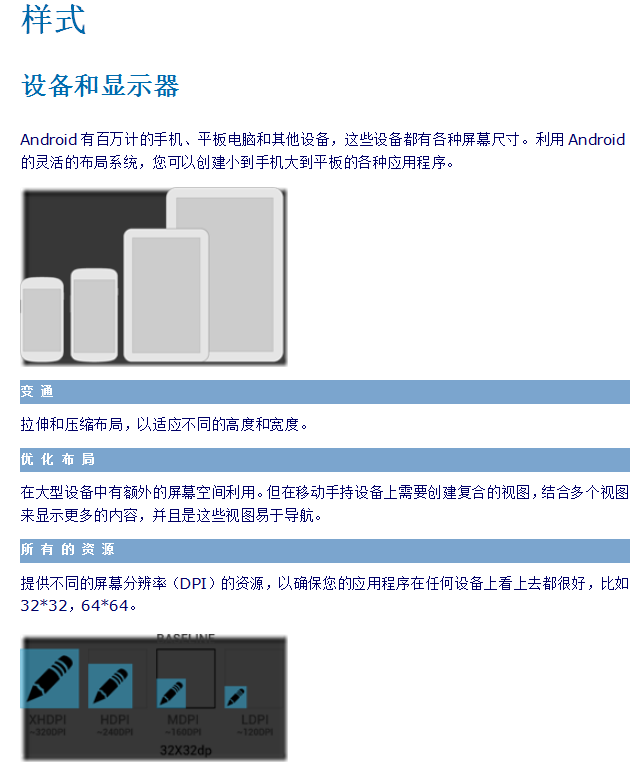 样式
设备和显示器
Android 有百万计的手机、平板电脑和其他设备，这些设备都有各种屏幕尺寸。利用 Android
的灵活的布局系统，您可以创建小到手机大到平板的各种应用程序。
变通
拉伸和压缩布局，以适应不同的高度和宽度。
优化布局
在大型设备中有额外的屏幕空间利用。但在移动手持设备上需要创建复合的视图，结合多个视图
来显示更多的内容，并且是这些视图易于导航。
所有的资源
提供不同的屏幕分辨率（DPI）的资源，以确保您的应用程序在任何设备上看上去都很好，比如
32*32，64*64。
BASELINE
XHDPI HDPI MDPI LDPI
~320DPI ~240DPI ~160DPI ~120DPI
32X32dp